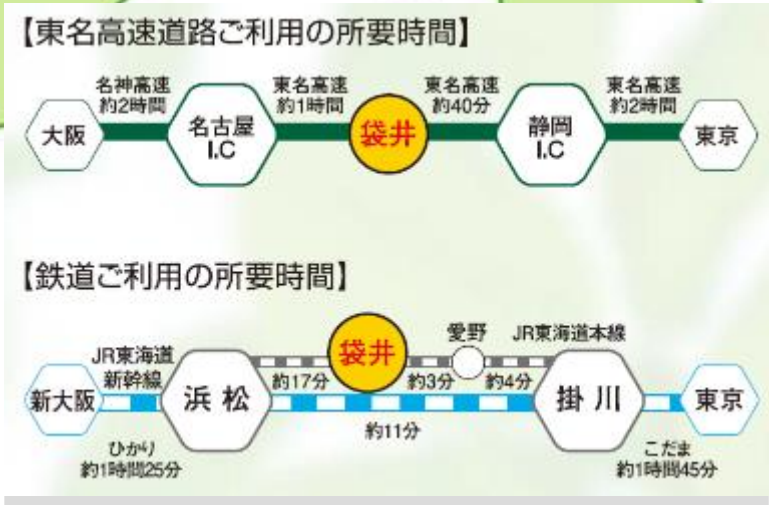 【東名高速道路ご利用の所要時間】
名神高速
約2時間
東名高速
約1時間
東名高速
約40分
東名高速
約2時間
大阪
名古屋
I.C
袋井
静岡
I.C
東京
【鉄道ご利用の所要時間】
JR東海道
新幹線
袋井
愛野
JR東海道本線
新大阪
浜松
約17分
約3分
約4分
掛川
東京
約11分
ひかり
約1時間25分
こだま
約1時間45分